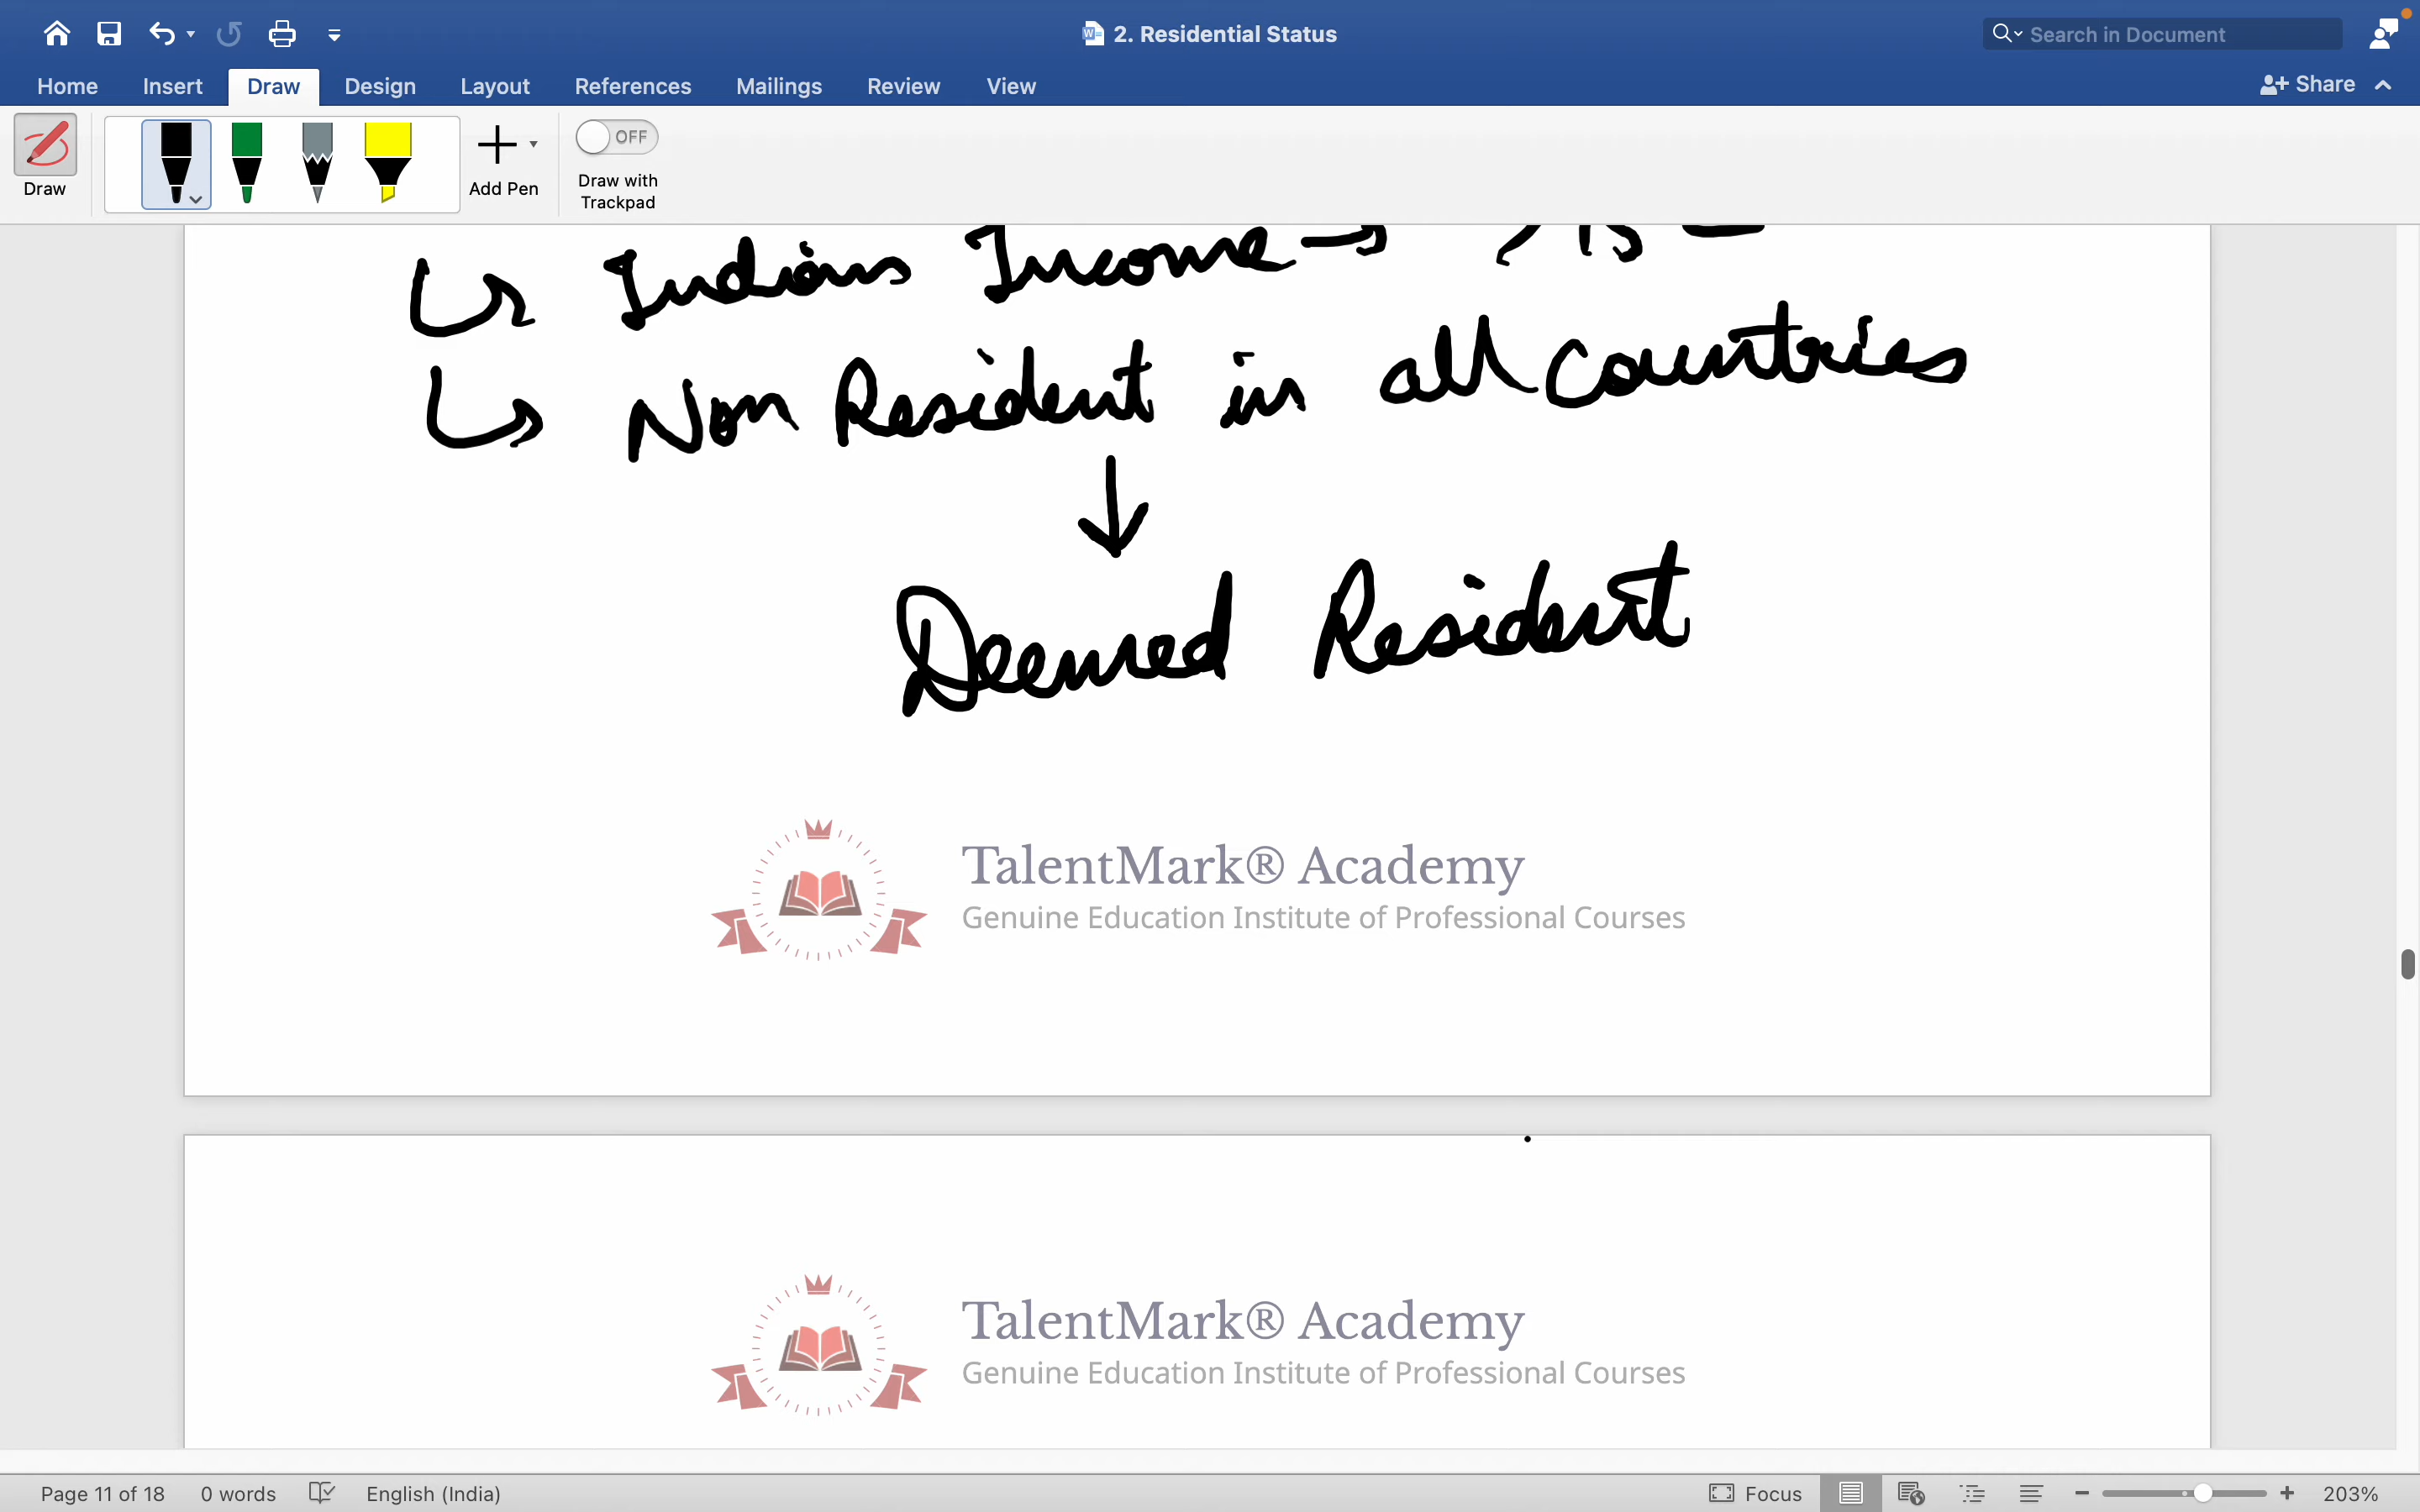 2. Residential Status
Search in Document
Home Insert Draw Design Layout References Mailings Review View
Share
OFF
Draw
Add Pen
Draw with
Trackpad
Indian Income → > 15
Non Resident in all Countries
Deemed Resident
TalentMark® Academy
Genuine Education Institute of Professional Courses
TalentMark® Academy
Genuine Education Institute of Professional Courses
Page 11 of 18 0 words English (India) Focus 203%